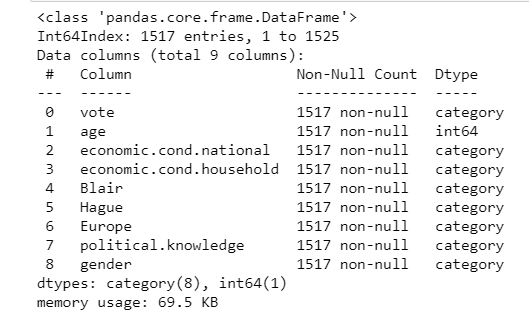 <class 'pandas.core.frame.DataFrame'>
Int64Index: 1517 entries, 1 to 1525
Data columns (total 9 columns):
 #   Column                   Non-Null Count  Dtype
---  ------                   --------------  -----
 0   vote                     1517 non-null   category
 1   age                      1517 non-null   int64
 2   economic.cond.national   1517 non-null   category
 3   economic.cond.household  1517 non-null   category
 4   Blair                    1517 non-null   category
 5   Hague                    1517 non-null   category
 6   Europe                   1517 non-null   category
 7   political.knowledge      1517 non-null   category
 8   gender                   1517 non-null   category
dtypes: category(8), int64(1)
memory usage: 69.5 KB